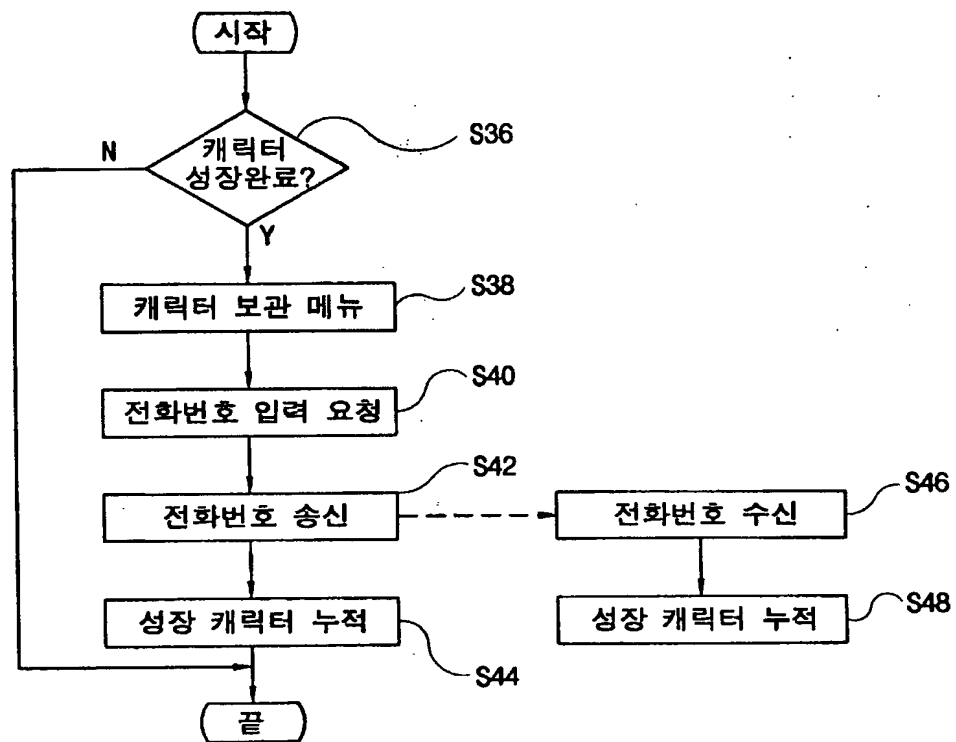 시작
S36
N
캐릭터
성장완료?
Y
S38
캐릭터 보관 메뉴
S40
전화번호 입력 요청
S42
전화번호 송신
S46
전화번호 수신
성장 캐릭터 누적
S44
성장 캐릭터 누적
S48
끝